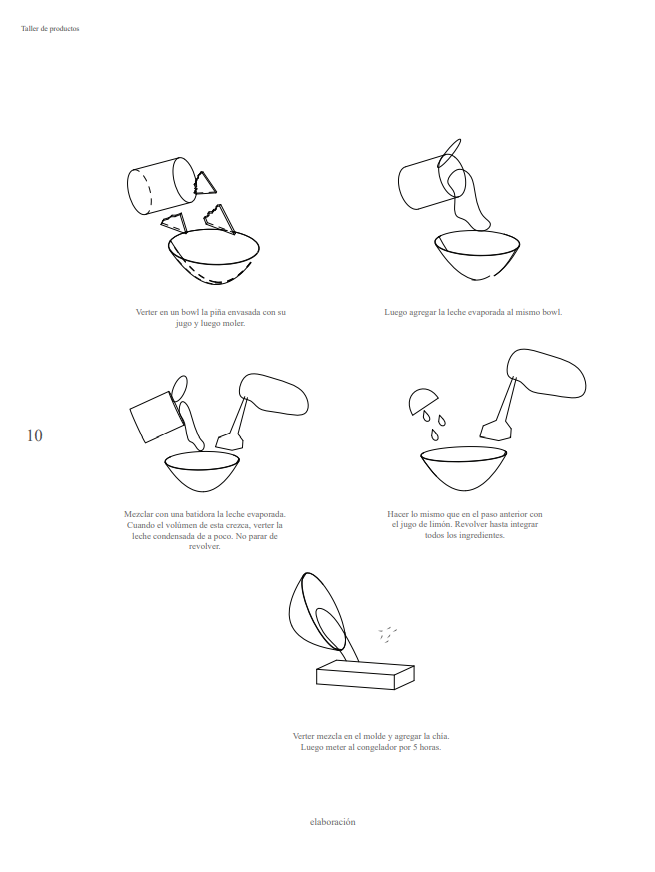 Taller de productos
Verter en un bowl la piña envasada con su
jugo y luego moler.
Luego agregar la leche evaporada al mismo bowl.
10
Mezclar con una batidora la leche evaporada.
Cuando el volúmen de esta crezca, verter la
leche condensada de a poco. No parar de
revolver.
Hacer lo mismo que en el paso anterior con
el jugo de limón. Revolver hasta integrar
todos los ingredientes.
Verter mezcla en el molde y agregar la chía.
Luego meter al congelador por 5 horas.
elaboración